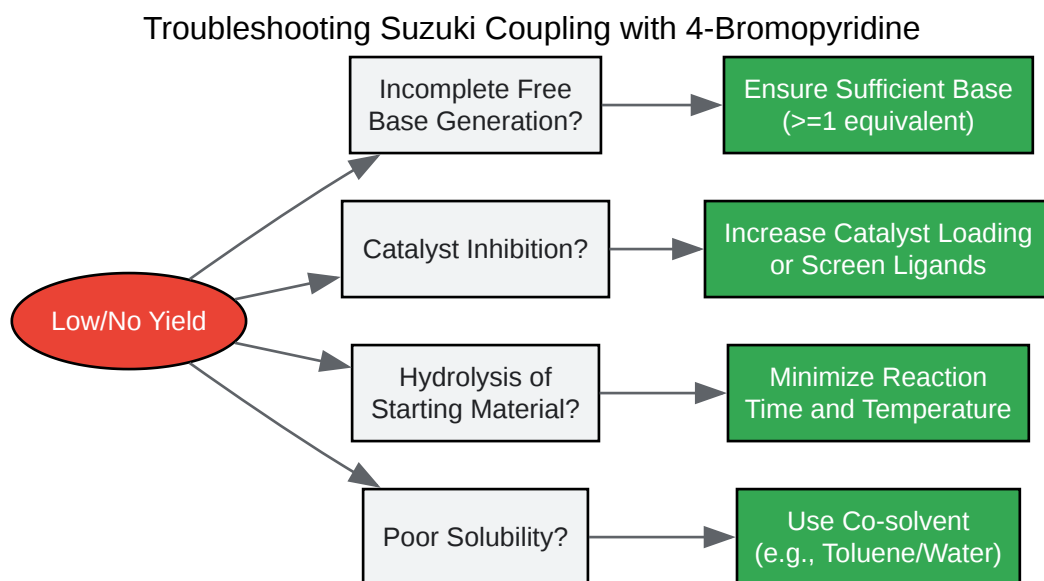 Troubleshooting Suzuki Coupling with 4-Bromopyridine
Incomplete Free
Base Generation?
Ensure Sufficient Base
(>=1 equivalent)
Catalyst Inhibition?
Increase Catalyst Loading
or Screen Ligands
Low/No Yield
Hydrolysis of
Starting Material?
Minimize Reaction
Time and Temperature
Poor Solubility?
Use Co-solvent
(e.g., Toluene/Water)